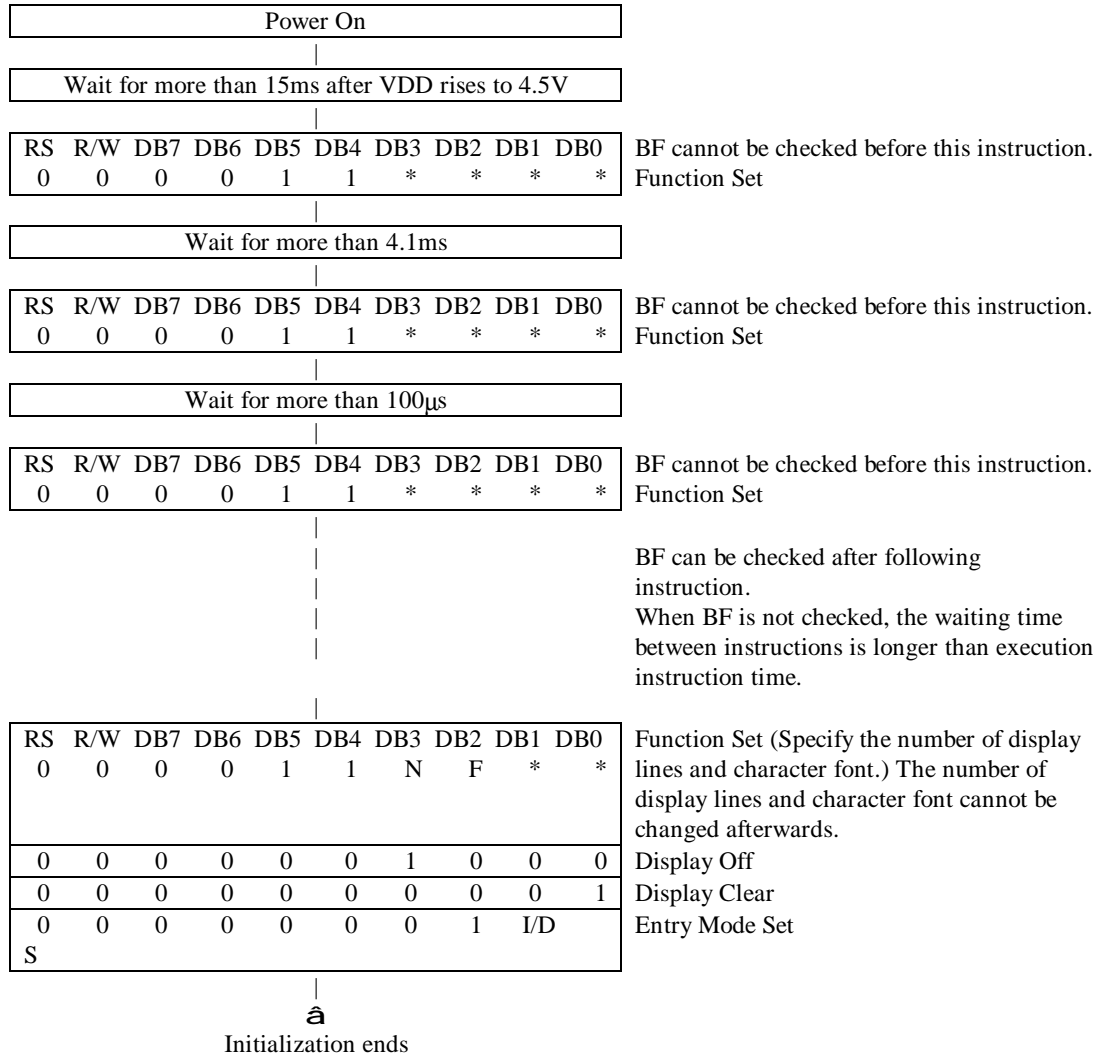 Power On
Wait for more than 15ms after VDD rises to 4.5V
RS R/W DB7 DB6 DB5 DB4 DB3 DB2 DB1 DB0 BF cannot be checked before this instruction.
0 0 0 0 1 1 * * * * Function Set
Wait for more than 4.1ms
RS R/W DB7 DB6 DB5 DB4 DB3 DB2 DB1 DB0 BF cannot be checked before this instruction.
0 0 0 0 1 1 * * * * Function Set
Wait for more than 100μs
RS R/W DB7 DB6 DB5 DB4 DB3 DB2 DB1 DB0 BF cannot be checked before this instruction.
0 0 0 0 1 1 * * * * Function Set
BF can be checked after following
instruction.
When BF is not checked, the waiting time
between instructions is longer than execution
instruction time.
RS R/W DB7 DB6 DB5 DB4 DB3 DB2 DB1 DB0 Function Set (Specify the number of display
0 0 0 0 1 1 N F * * lines and character font.) The number of
display lines and character font cannot be
changed afterwards.
0 0 0 0 0 0 1 0 0 0 Display Off
0 0 0 0 0 0 0 0 0 1 Display Clear
0 0 0 0 0 0 0 1 I/D Entry Mode Set
S
â
Initialization ends